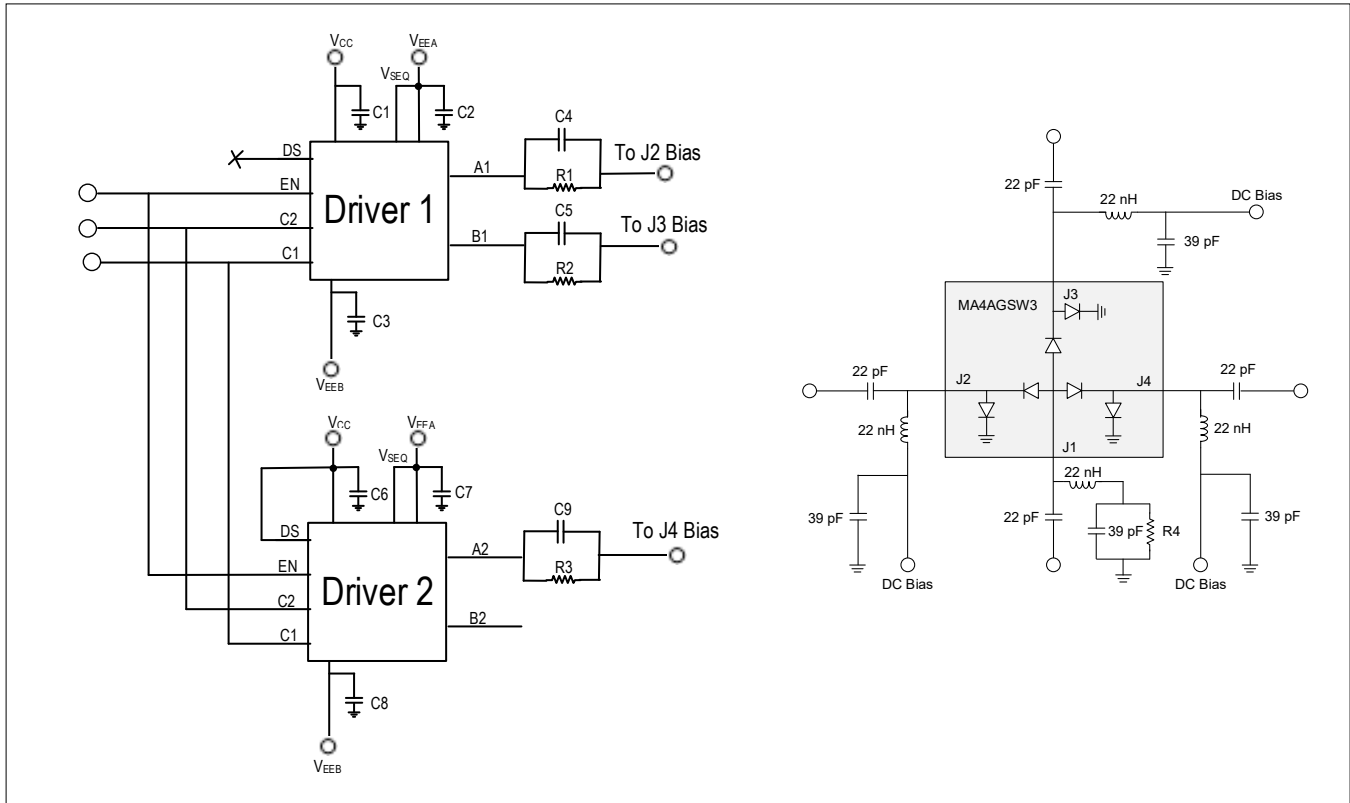 VCC
VEEA
VSEQ
C1
C2
DS
EN
C2
C1
Driver 1
A1
B1
C4
R1
To J2 Bias
C5
R2
To J3 Bias
C3
VEEB
VCC
VEEA
VSEQ
C6
C7
DS
EN
C2
C1
Driver 2
A2
B2
C9
R3
To J4 Bias
C8
VEEB
22 pF
22 nH
DC Bias
39 pF
MA4AGSW3
J3
22 pF
J2
J4
22 pF
22 nH
22 nH
J1
22 nH
39 pF
22 pF
39 pF
R4
39 pF
DC Bias
DC Bias